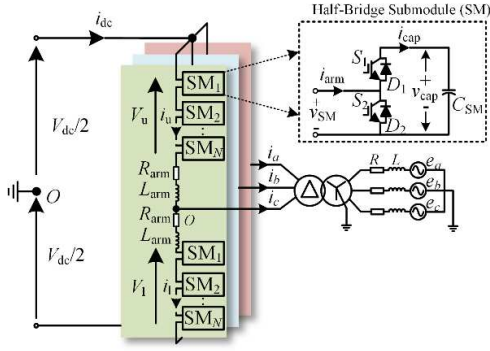 Half-Bridge Submodule (SM)
i_dc
i_cap
S_1
D_1
i_arm
+
v_SM
-
S_2
D_2
+
v_cap
-
C_SM
V_dc/2
O
V_dc/2
V_u
i_u
SM_1
SM_2
⋮
SM_N
R_arm
L_arm
R_arm
O
L_arm
i_a
i_b
i_c
Δ
R
L
e_a
e_b
e_c
V_l
i_l
SM_1
SM_2
⋮
SM_N